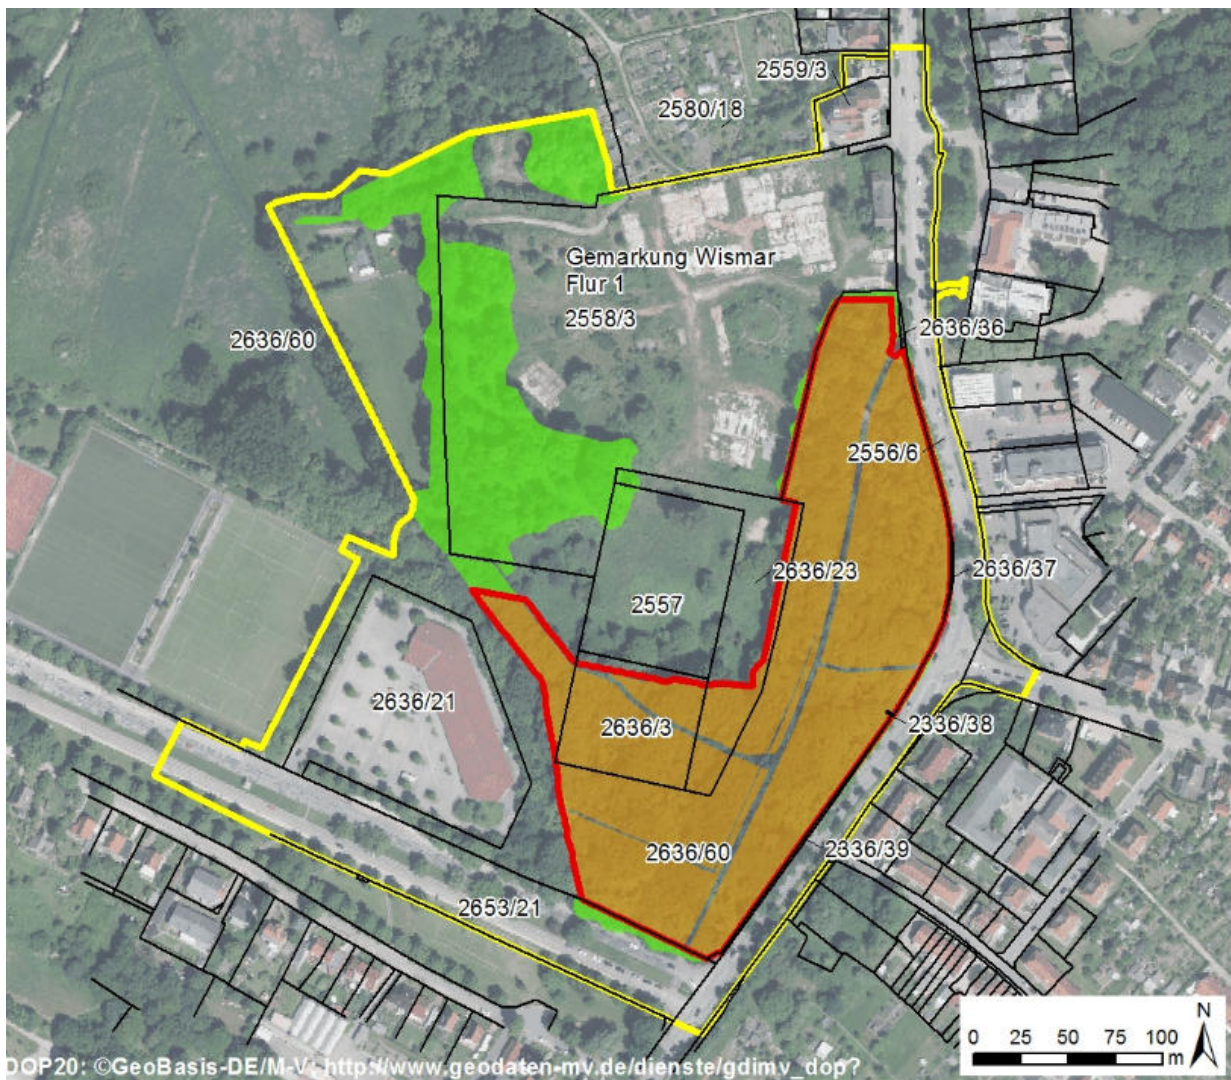 2559/3
2580/18
Gemarkung Wismar
Flur 1
2558/3
2636/60
2636/36
2556/6
2636/23
2636/37
2557
2636/21
2636/3
2336/38
2636/60
2336/39
2653/21
N
0 25 50 75 100
m
DOP20: ©GeoBasis-DE/M-V; http://www.geodaten-mv.de/dienste/gdimv_dop?